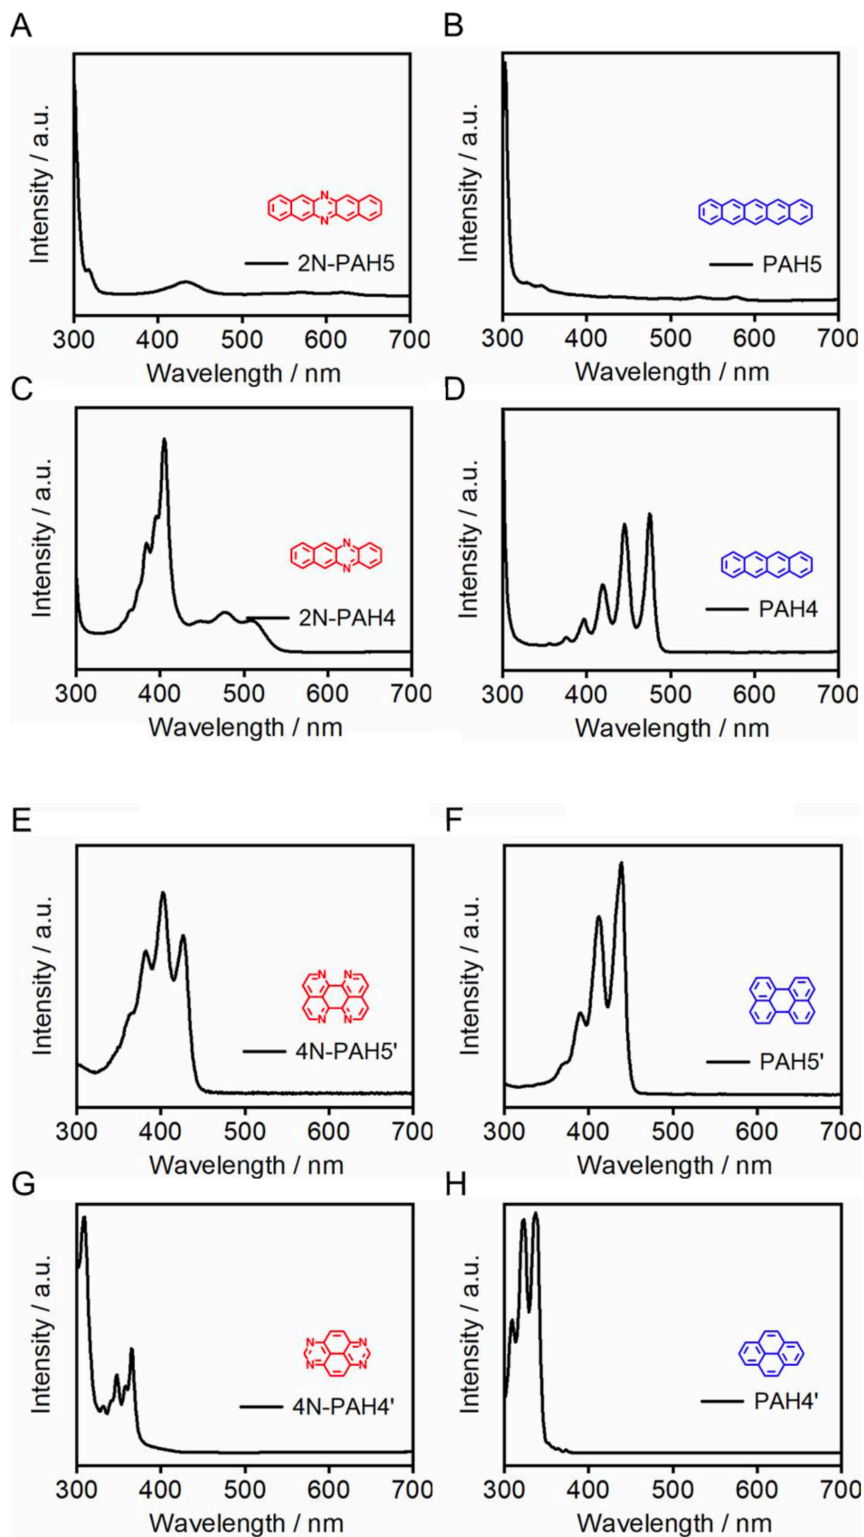 A
B
Intensity / a.u.
N
N
2N-PAH5
300 400 500 600 700
Wavelength / nm
Intensity / a.u.
PAH5
300 400 500 600 700
Wavelength / nm
C
D
Intensity / a.u.
N
N
2N-PAH4
300 400 500 600 700
Wavelength / nm
Intensity / a.u.
PAH4
300 400 500 600 700
Wavelength / nm
E
F
Intensity / a.u.
N N
N N
4N-PAH5'
300 400 500 600 700
Wavelength / nm
Intensity / a.u.
PAH5'
300 400 500 600 700
Wavelength / nm
G
H
Intensity / a.u.
N N
N N
4N-PAH4'
300 400 500 600 700
Wavelength / nm
Intensity / a.u.
PAH4'
300 400 500 600 700
Wavelength / nm